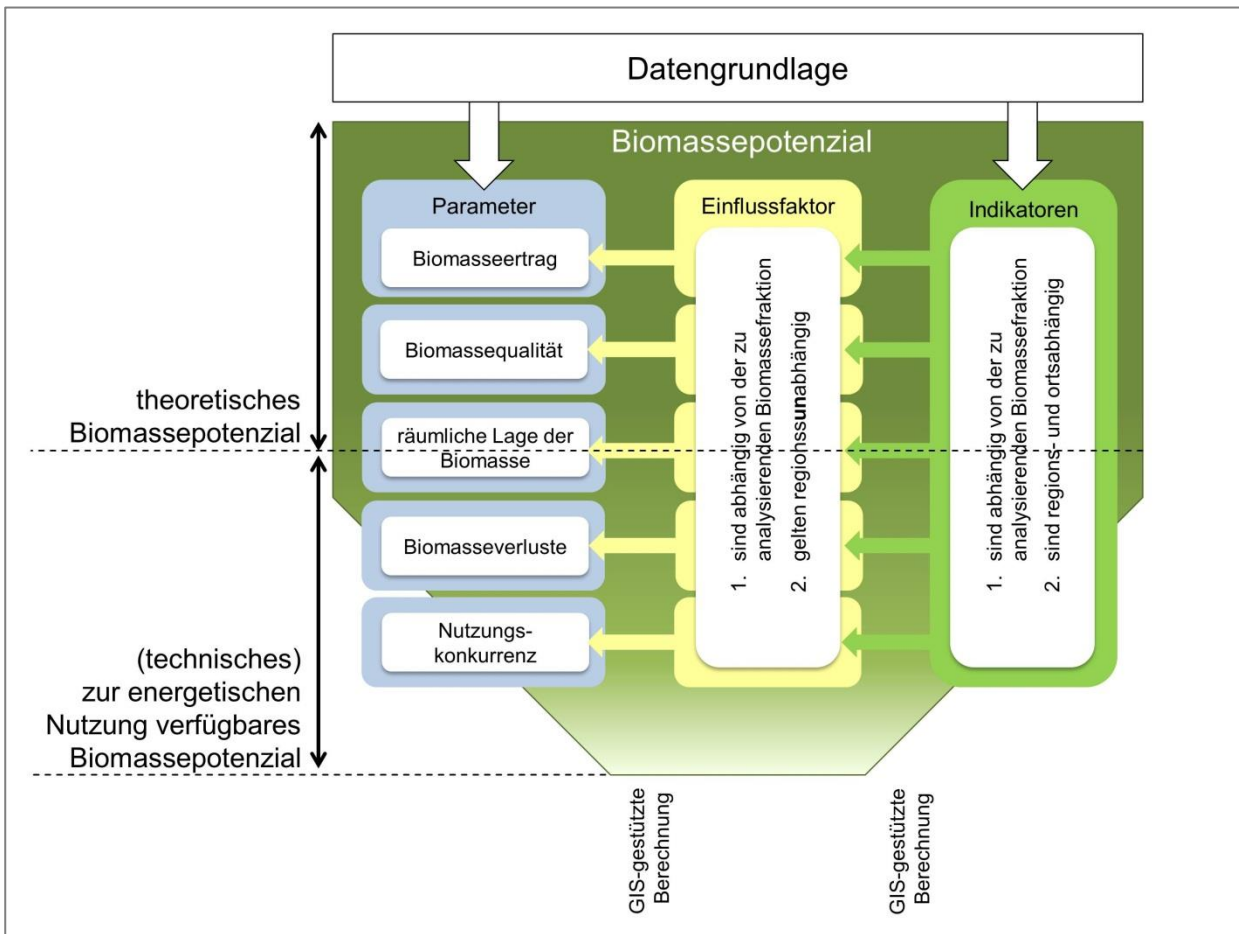 Datengrundlage
Biomassepotenzial
Parameter
Biomasseertrag
Biomassequalität
räumliche Lage der
Biomasse
Biomasseverluste
Nutzungs-
konkurrenz
Einflussfaktor
1. sind abhängig von der zu
analysierenden Biomassefraktion
2. gelten regionssunabhängig
Indikatoren
1. sind abhängig von der zu
analysierenden Biomassefraktion
2. sind regions- und ortsabhängig
theoretisches
Biomassepotenzial
(technisches)
zur energetischen
Nutzung verfügbares
Biomassepotenzial
GIS-gestützte
Berechnung
GIS-gestützte
Berechnung